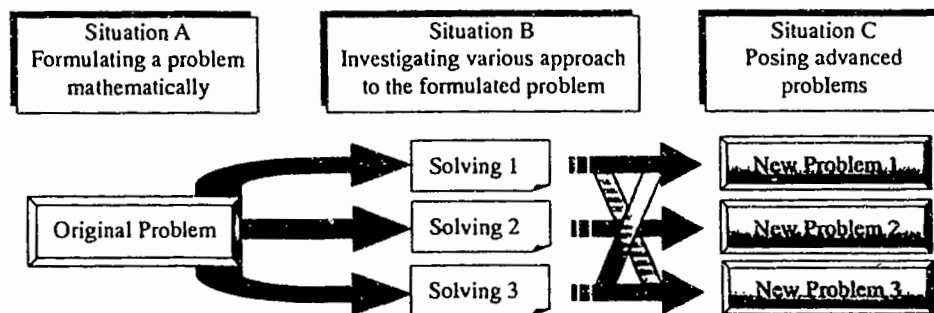 Situation A
Formulating a problem
mathematically
Situation B
Investigating various approach
to the formulated problem
Situation C
Posing advanced
problems
Original Problem
Solving 1
Solving 2
Solving 3
New Problem 1
New Problem 2
New Problem 3